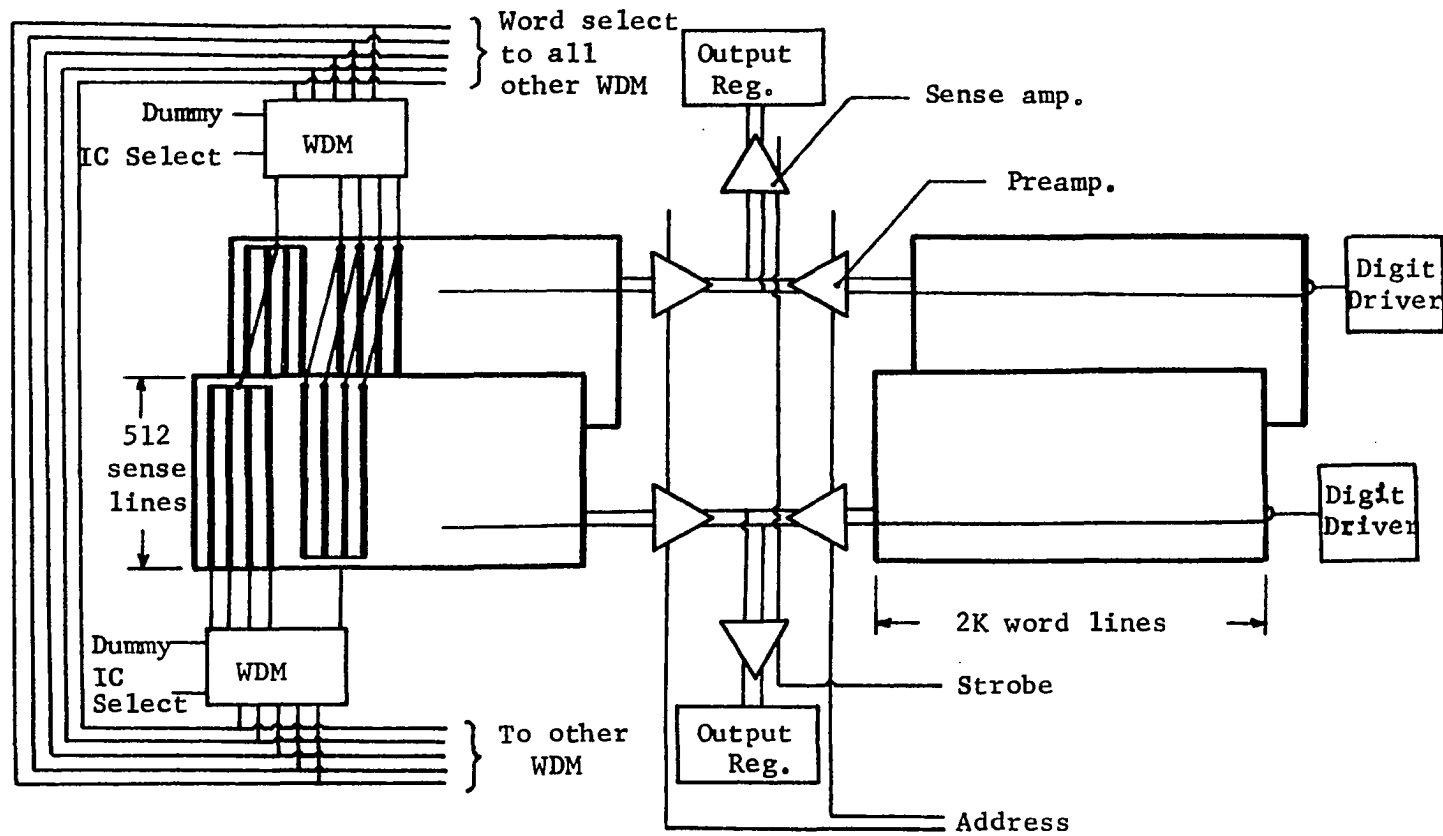 Word select
to all
other WDM
Output
Reg.
Sense amp.
Dummy
IC Select
WDM
Preamp.
Digit
Driver
512
sense
lines
Digit
Driver
2K word lines
Dummy
IC
Select
WDM
Strobe
To other
WDM
Output
Reg.
Address